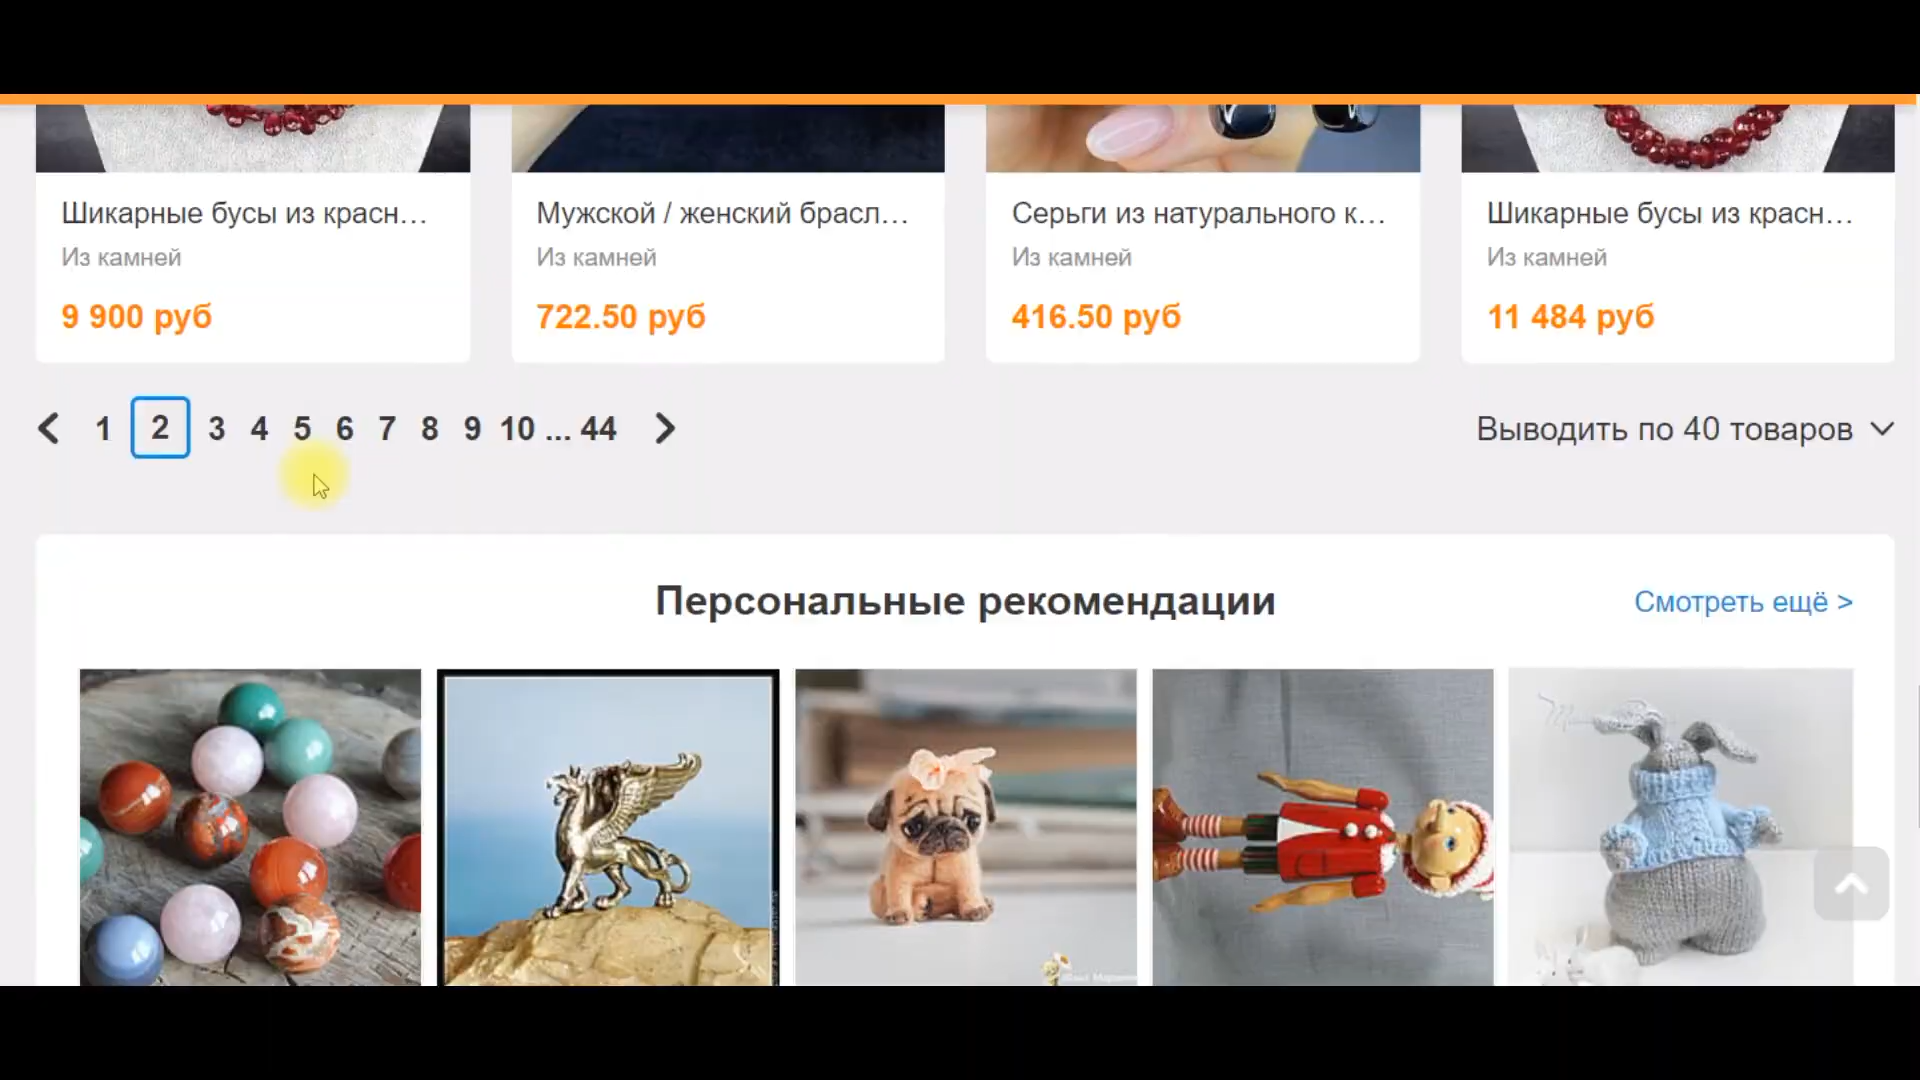 Шикарные бусы из красн...
Из камней
9 900 руб
Мужской / женский брасл...
Из камней
722.50 руб
Серьги из натурального к...
Из камней
416.50 руб
Шикарные бусы из красн...
Из камней
11 484 руб
1 2 3 4 5 6 7 8 9 10 ... 44
Выводить по 40 товаров
Персональные рекомендации
Смотреть ещё >